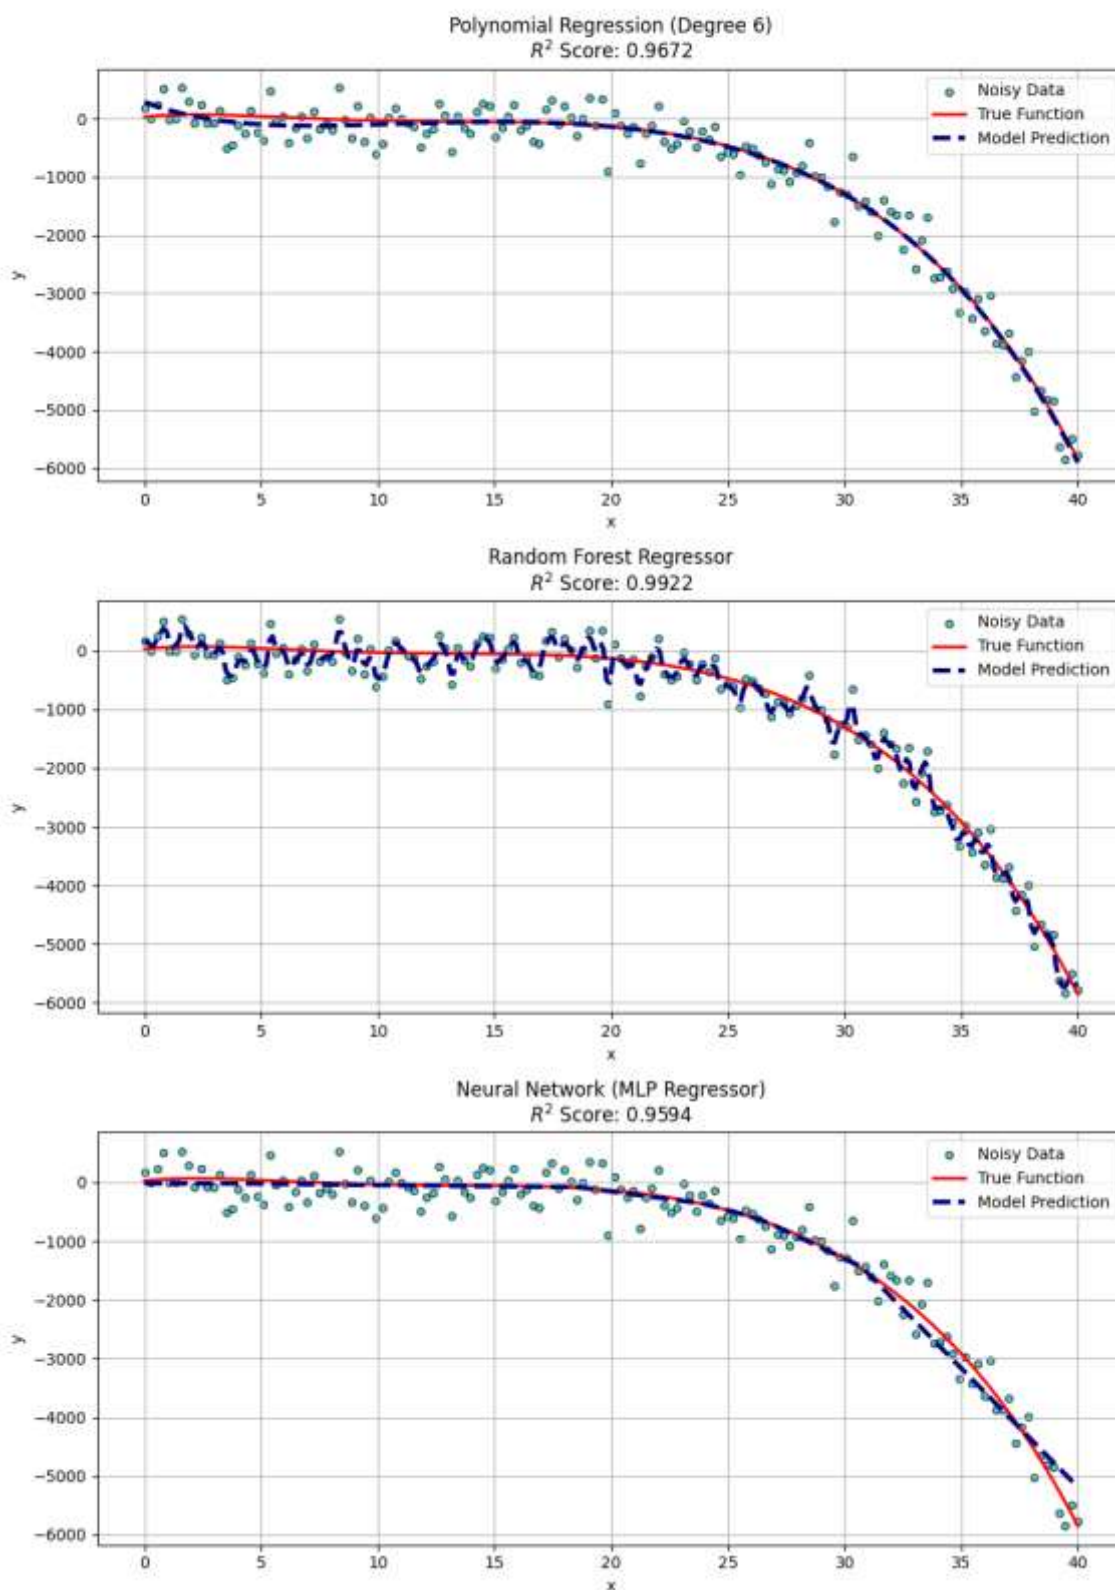 Polynomial Regression (Degree 6)
R² Score: 0.9672
Noisy Data
True Function
Model Prediction
0
−1000
−2000
−3000
−4000
−5000
−6000
y
0 5 10 15 20 25 30 35 40
x
Random Forest Regressor
R² Score: 0.9922
Noisy Data
True Function
Model Prediction
0
−1000
−2000
−3000
−4000
−5000
−6000
y
0 5 10 15 20 25 30 35 40
x
Neural Network (MLP Regressor)
R² Score: 0.9594
Noisy Data
True Function
Model Prediction
0
−1000
−2000
−3000
−4000
−5000
−6000
y
0 5 10 15 20 25 30 35 40
x